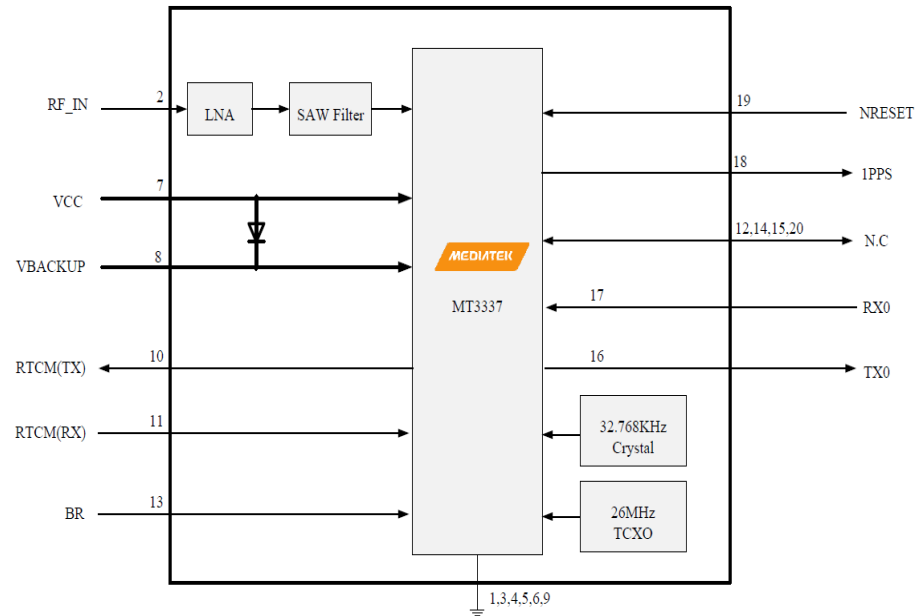 2
RF_IN
LNA
SAW Filter
19
NRESET
7
VCC
18
1PPS
8
VBACKUP
MEDIATEK
12,14,15,20
N.C
MT3337
17
RX0
10
RTCM(TX)
16
TX0
11
RTCM(RX)
32.768KHz
Crystal
13
BR
26MHz
TCXO
1,3,4,5,6,9